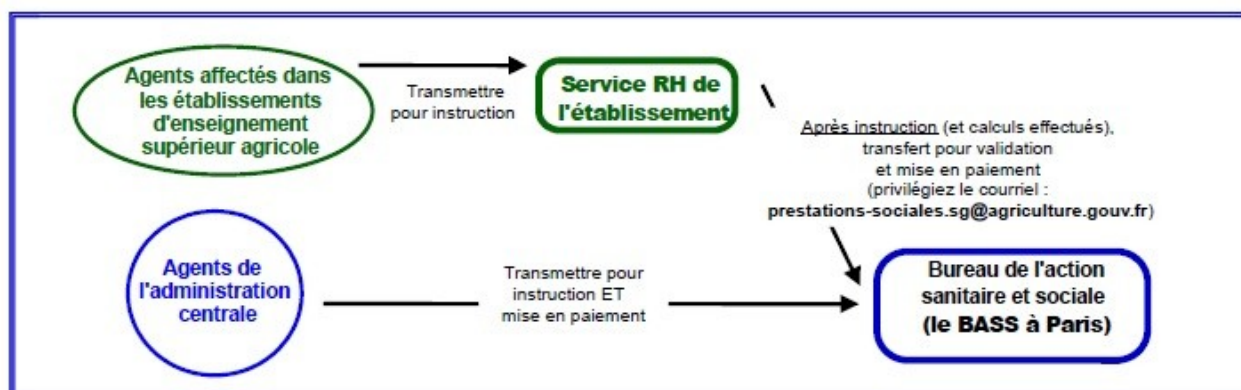 Agents affectés dans
les établissements
d'enseignement
supérieur agricole
Transmettre
pour instruction
Service RH de
l'établissement
Après instruction (et calculs effectués),
transfert pour validation
et mise en paiement
(privilégiez le courriel :
prestations-sociales.sg@agriculture.gouv.fr)
Agents de
l'administration
centrale
Transmettre pour
instruction ET
mise en paiement
Bureau de l'action
sanitaire et sociale
(le BASS à Paris)